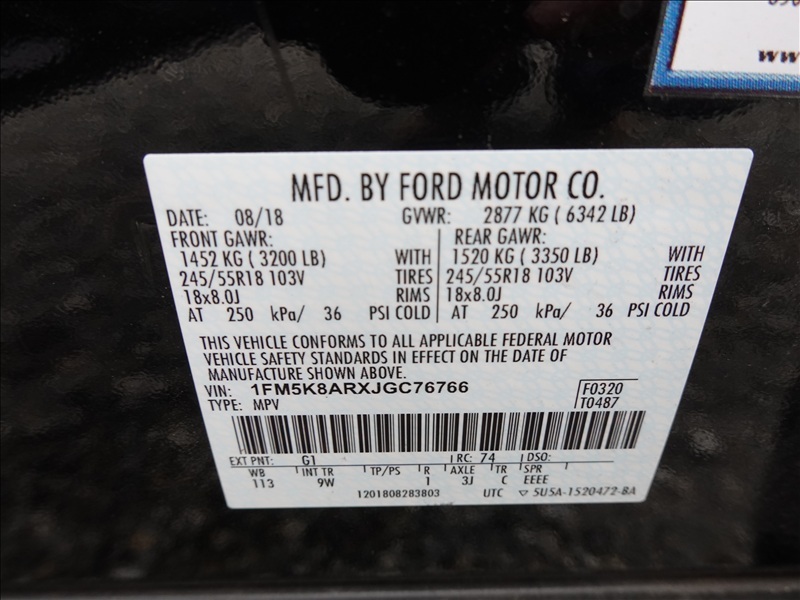 www.
MFD. BY FORD MOTOR CO.
DATE: 08/18 GVWR: 2877 KG ( 6342 LB)
FRONT GAWR: REAR GAWR:
1452 KG ( 3200 LB) WITH 1520 KG ( 3350 LB) WITH
245/55R18 103V TIRES 245/55R18 103V TIRES
18x8.0J RIMS 18x8.0J RIMS
AT 250 kPa/ 36 PSI COLD AT 250 kPa/ 36 PSI COLD
THIS VEHICLE CONFORMS TO ALL APPLICABLE FEDERAL MOTOR
VEHICLE SAFETY STANDARDS IN EFFECT ON THE DATE OF
MANUFACTURE SHOWN ABOVE.
VIN: 1FM5K8ARXJGC76766 F0320
TYPE: MPV T0487
EXT PNT: G1 RC: 74 DSO:
WB INT TR TP/PS R AXLE TR SPR
113 9W 1 3J C EEEE
1201808283803 UTC ▽ 5U5A-1520472-BA